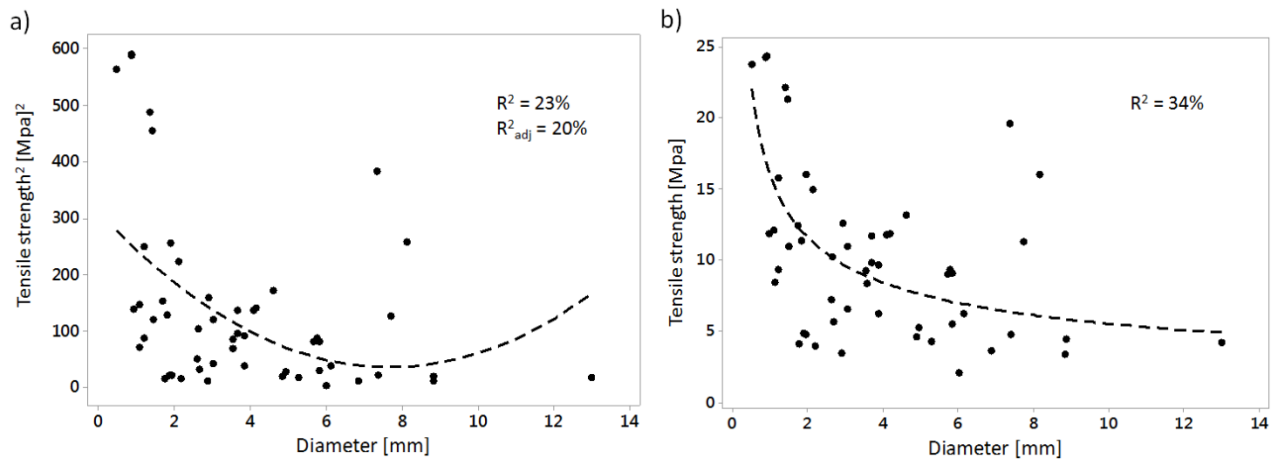 a)
Tensile strength² [Mpa]²
600
500
400
300
200
100
0
R² = 23%
R²adj = 20%
0 2 4 6 8 10 12 14
Diameter [mm]
b)
Tensile strength [Mpa]
25
20
15
10
5
0
R² = 34%
0 2 4 6 8 10 12 14
Diameter [mm]